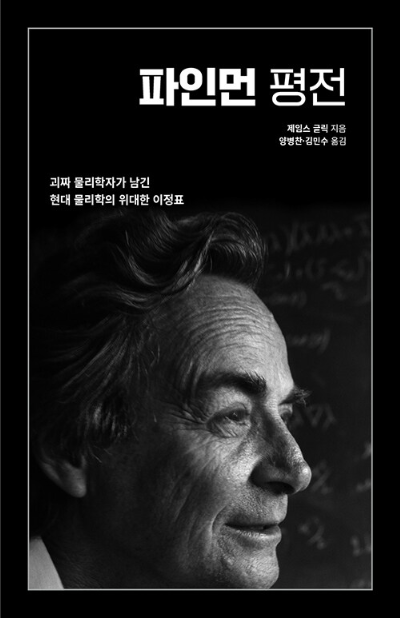 파인먼 평전
제임스 글릭 지음
양병찬·김민수 옮김
괴짜 물리학자가 남긴
현대 물리학의 위대한 이정표